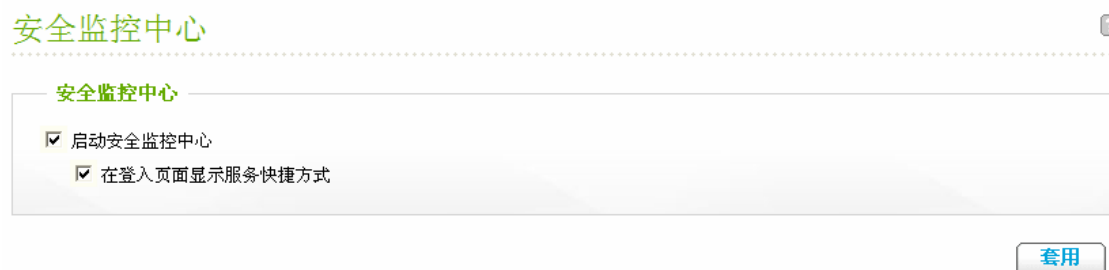 安全监控中心
安全监控中心
启动安全监控中心
在登入页面显示服务快捷方式
套用